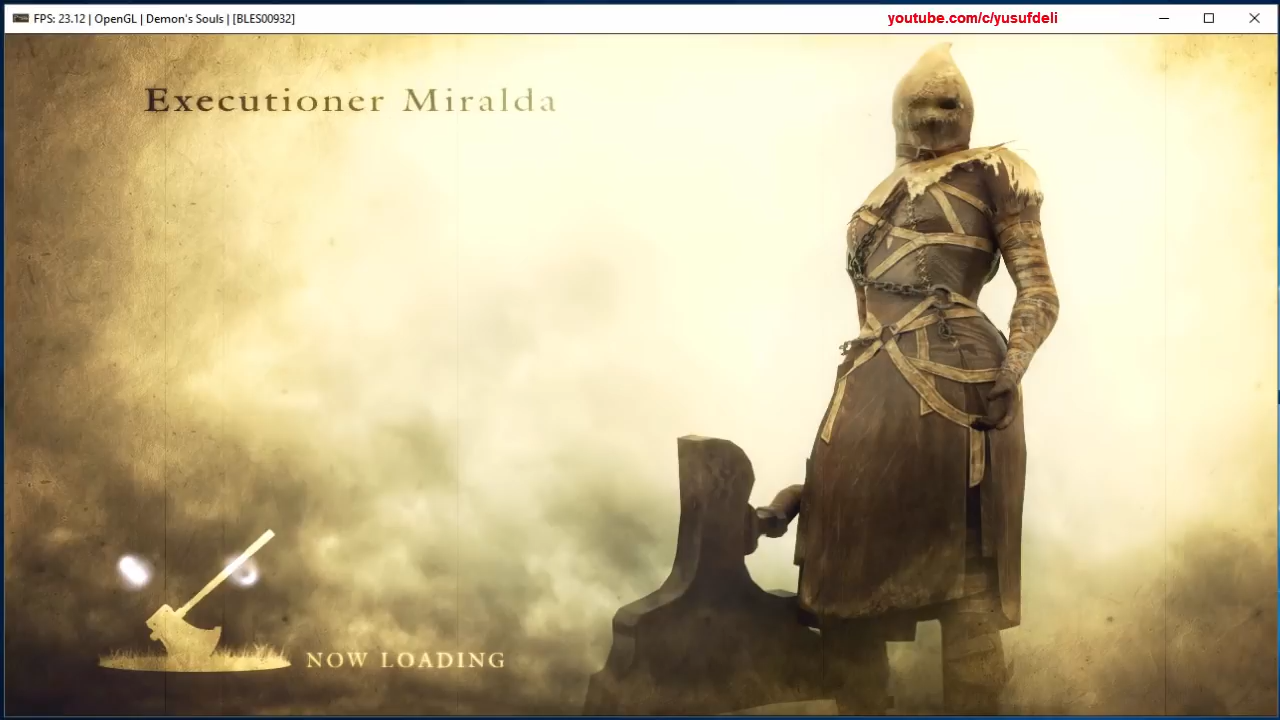 FPS: 23.12 | OpenGL | Demon's Souls | [BLES00932]
youtube.com/c/yusufdeli
Executioner Miralda
NOW LOADING